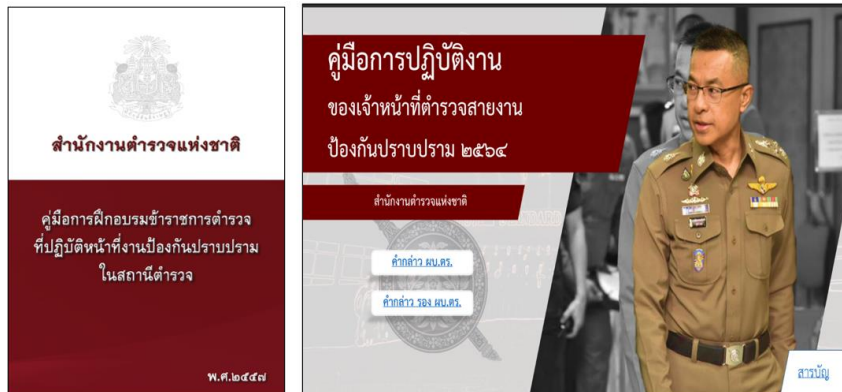 สำนักงานตำรวจแห่งชาติ
คู่มือการฝึกอบรมข้าราชการตำรวจ
ที่ปฏิบัติหน้าที่งานป้องกันปราบปราม
ในสถานีตำรวจ
พ.ศ.๒๕๕๗
คู่มือการปฏิบัติงาน
ของเจ้าหน้าที่ตำรวจสายงาน
ป้องกันปราบปราม ๒๕๖๔
สำนักงานตำรวจแห่งชาติ
คำกล่าว ผบ.ตร.
คำกล่าว รอง ผบ.ตร.
สารบัญ